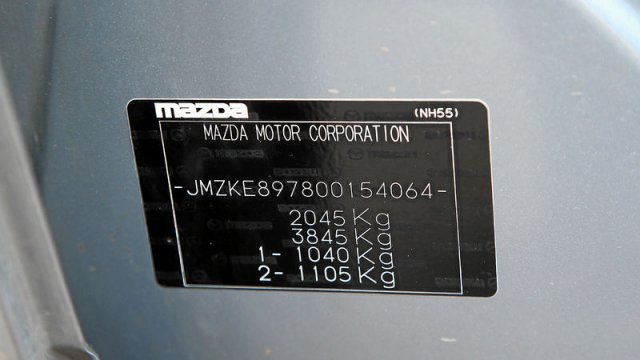 mazda (NH55)
MAZDA MOTOR CORPORATION
-JMZKE897800154064-
2045 Kg
3845 Kg
1- 1040 Kg
2- 1105 Kg